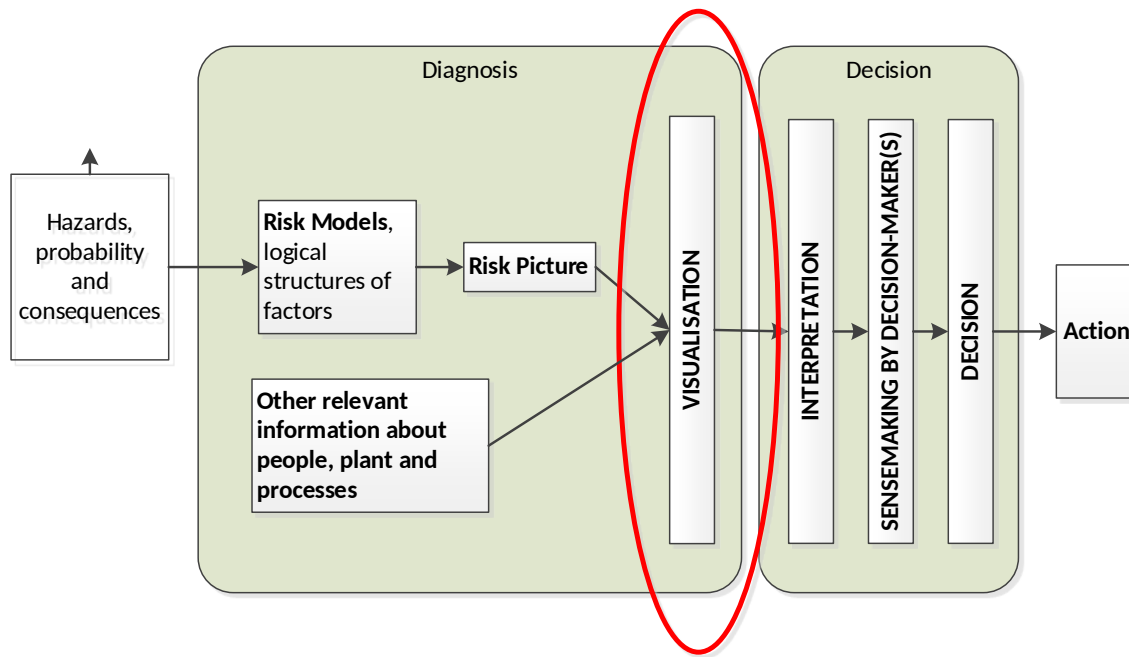 Diagnosis
Decision
Hazards,
probability
and
consequences
Risk Models,
logical
structures of
factors
Risk Picture
Other relevant
information about
people, plant and
processes
VISUALISATION
INTERPRETATION
SENSEMAKING BY DECISION-MAKER(S)
DECISION
Action